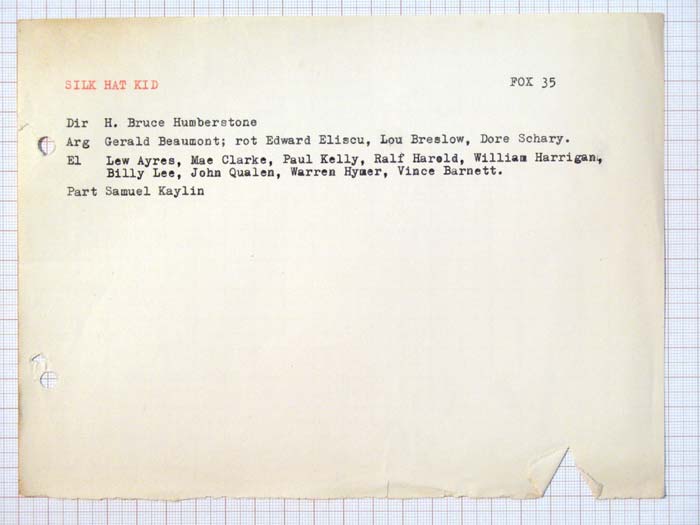 SILK HAT KID FOX 35
Dir H. Bruce Humberstone
Arg Gerald Beaumont; rot Edward Eliscu, Lou Breslow, Dore Schary.
El Lew Ayres, Mae Clarke, Paul Kelly, Ralf Harold, William Harrigan,
Billy Lee, John Qualen, Warren Hymer, Vince Barnett.
Part Samuel Kaylin